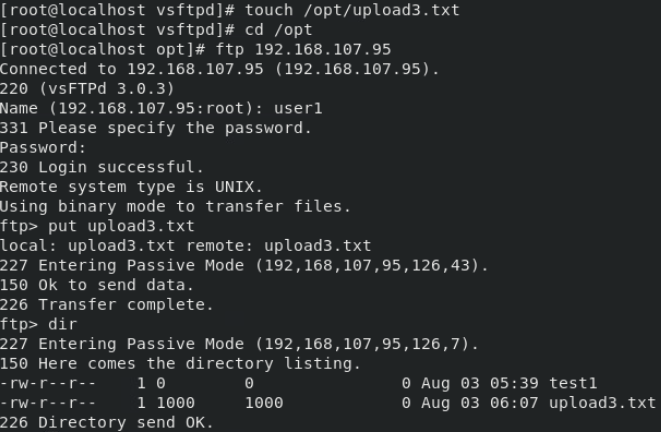 [root@localhost vsftpd]# touch /opt/upload3.txt
[root@localhost vsftpd]# cd /opt
[root@localhost opt]# ftp 192.168.107.95
Connected to 192.168.107.95 (192.168.107.95).
220 (vsFTPd 3.0.3)
Name (192.168.107.95:root): user1
331 Please specify the password.
Password:
230 Login successful.
Remote system type is UNIX.
Using binary mode to transfer files.
ftp> put upload3.txt
local: upload3.txt remote: upload3.txt
227 Entering Passive Mode (192,168,107,95,126,43).
150 Ok to send data.
226 Transfer complete.
ftp> dir
227 Entering Passive Mode (192,168,107,95,126,7).
150 Here comes the directory listing.
-rw-r--r--    1 0        0               0 Aug 03 05:39 test1
-rw-r--r--    1 1000     1000            0 Aug 03 06:07 upload3.txt
226 Directory send OK.